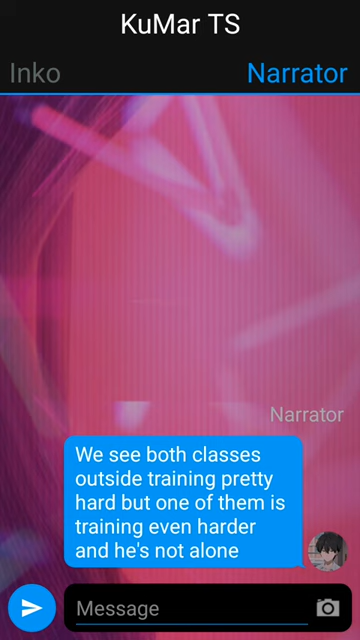 KuMar TS
Inko
Narrator
Narrator
We see both classes
outside training pretty
hard but one of them is
training even harder
and he's not alone
Message